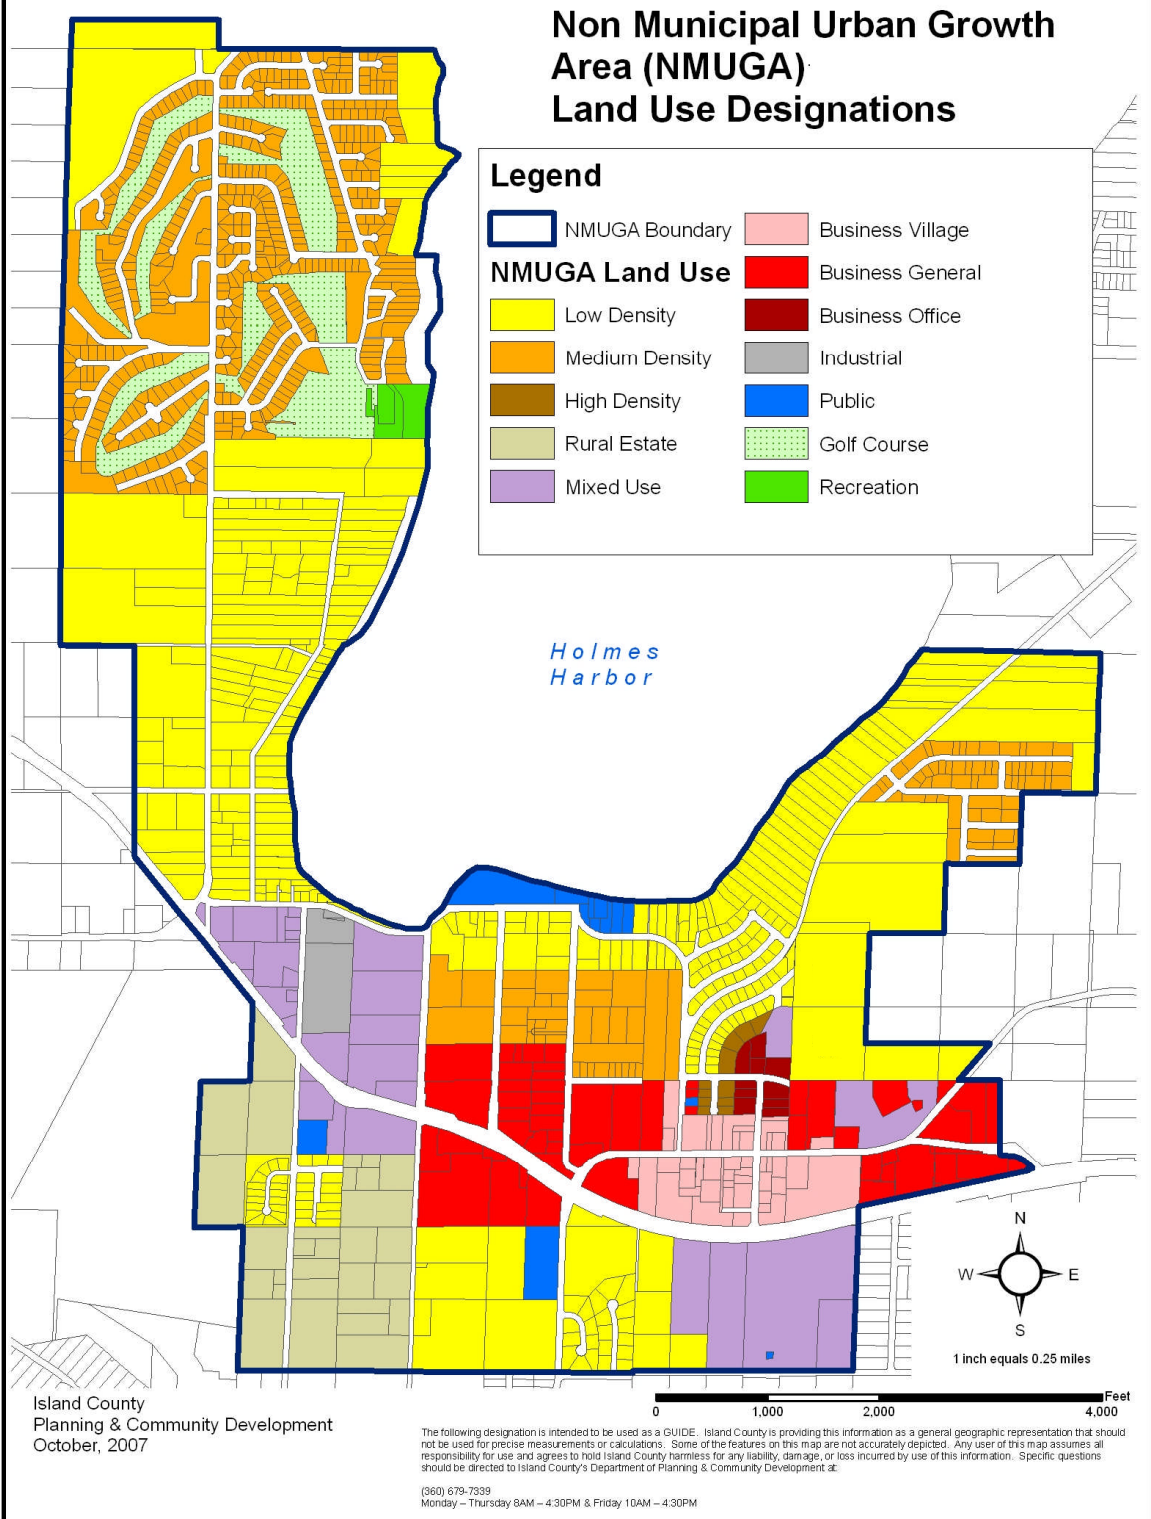 Non Municipal Urban Growth
Area (NMUGA)
Land Use Designations
Legend
NMUGA Boundary
NMUGA Land Use
Low Density
Medium Density
High Density
Rural Estate
Mixed Use
Business Village
Business General
Business Office
Industrial
Public
Golf Course
Recreation
Holmes
Harbor
N
W E
S
1 inch equals 0.25 miles
Feet
0 1,000 2,000 4,000
Island County
Planning & Community Development
October, 2007
The following designation is intended to be used as a GUIDE. Island County is providing this information as a general geographic representation that should
not be used for precise measurements or calculations. Some of the features on this map are not accurately depicted. Any user of this map assumes all
responsibility for use and agrees to hold Island County harmless for any liability, damage, or loss incurred by use of this information. Specific questions
should be directed to Island County's Department of Planning & Community Development at:
(360) 679-7339
Monday – Thursday 8AM – 4:30PM & Friday 10AM – 4:30PM